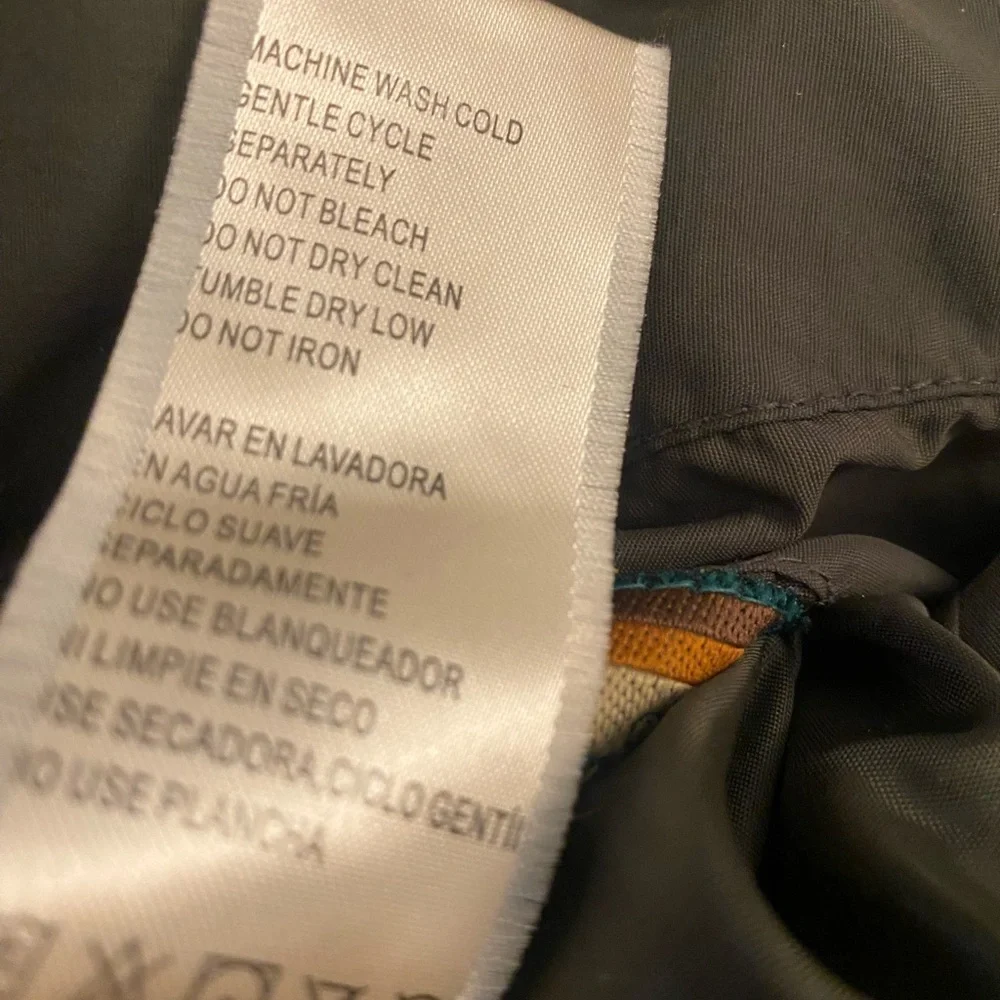 MACHINE WASH COLD
GENTLE CYCLE
SEPARATELY
DO NOT BLEACH
DO NOT DRY CLEAN
TUMBLE DRY LOW
DO NOT IRON
AVAR EN LAVADORA
EN AGUA FRÍA
CICLO SUAVE
SEPARADAMENTE
NO USE BLANQUEADOR
NI LIMPIE EN SECO
USE SECADORA, CICLO GENTIL
NO USE PLANCHA